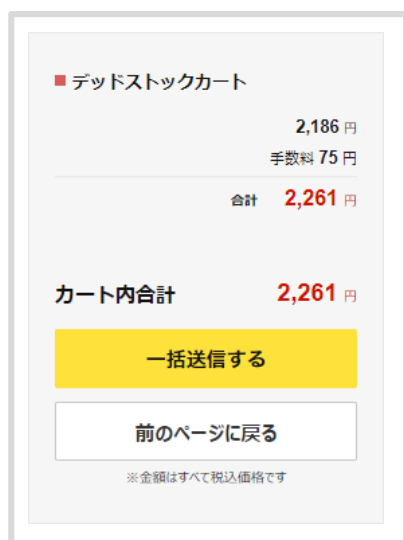 デッドストックカート
2,186 円
手数料 75 円
合計 2,261 円
カート内合計 2,261 円
一括送信する
前のページに戻る
※金額はすべて税込価格です